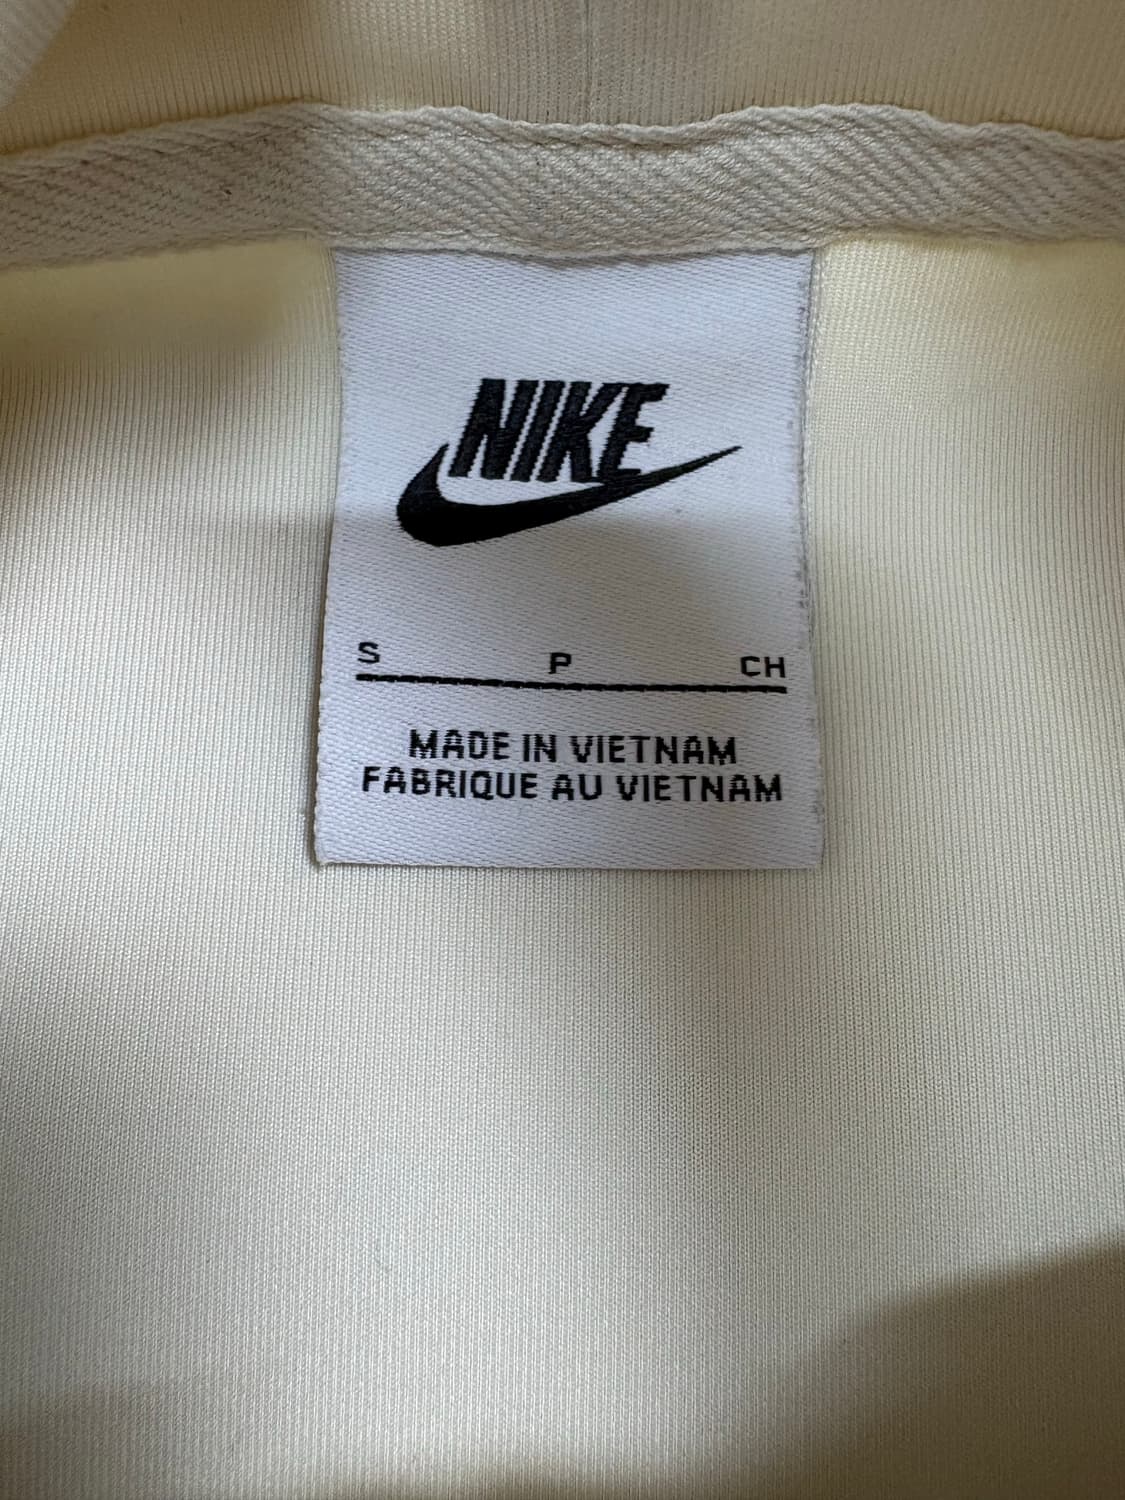 NIKE
S P CH
MADE IN VIETNAM
FABRIQUE AU VIETNAM